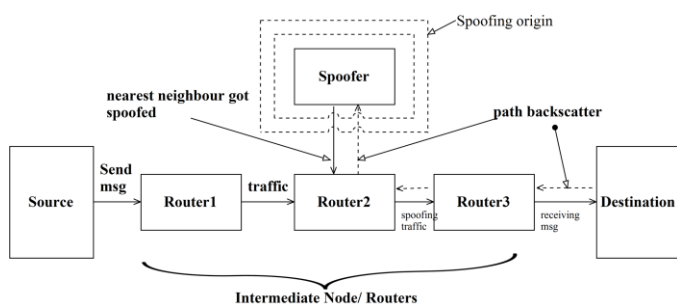 Spoofing origin
Spoofer
nearest neighbour got
spoofed
path backscatter
Send
msg
traffic
Source
Router1
Router2
Router3
Destination
spoofing
traffic
receiving
msg
Intermediate Node/ Routers